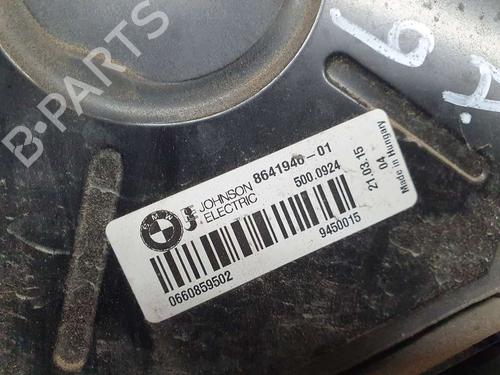 B-PARTS
BMW
JOHNSON
ELECTRIC
8641946-01
500.0924
21.03.15
04
Made in Hungary
0660859502
9450015